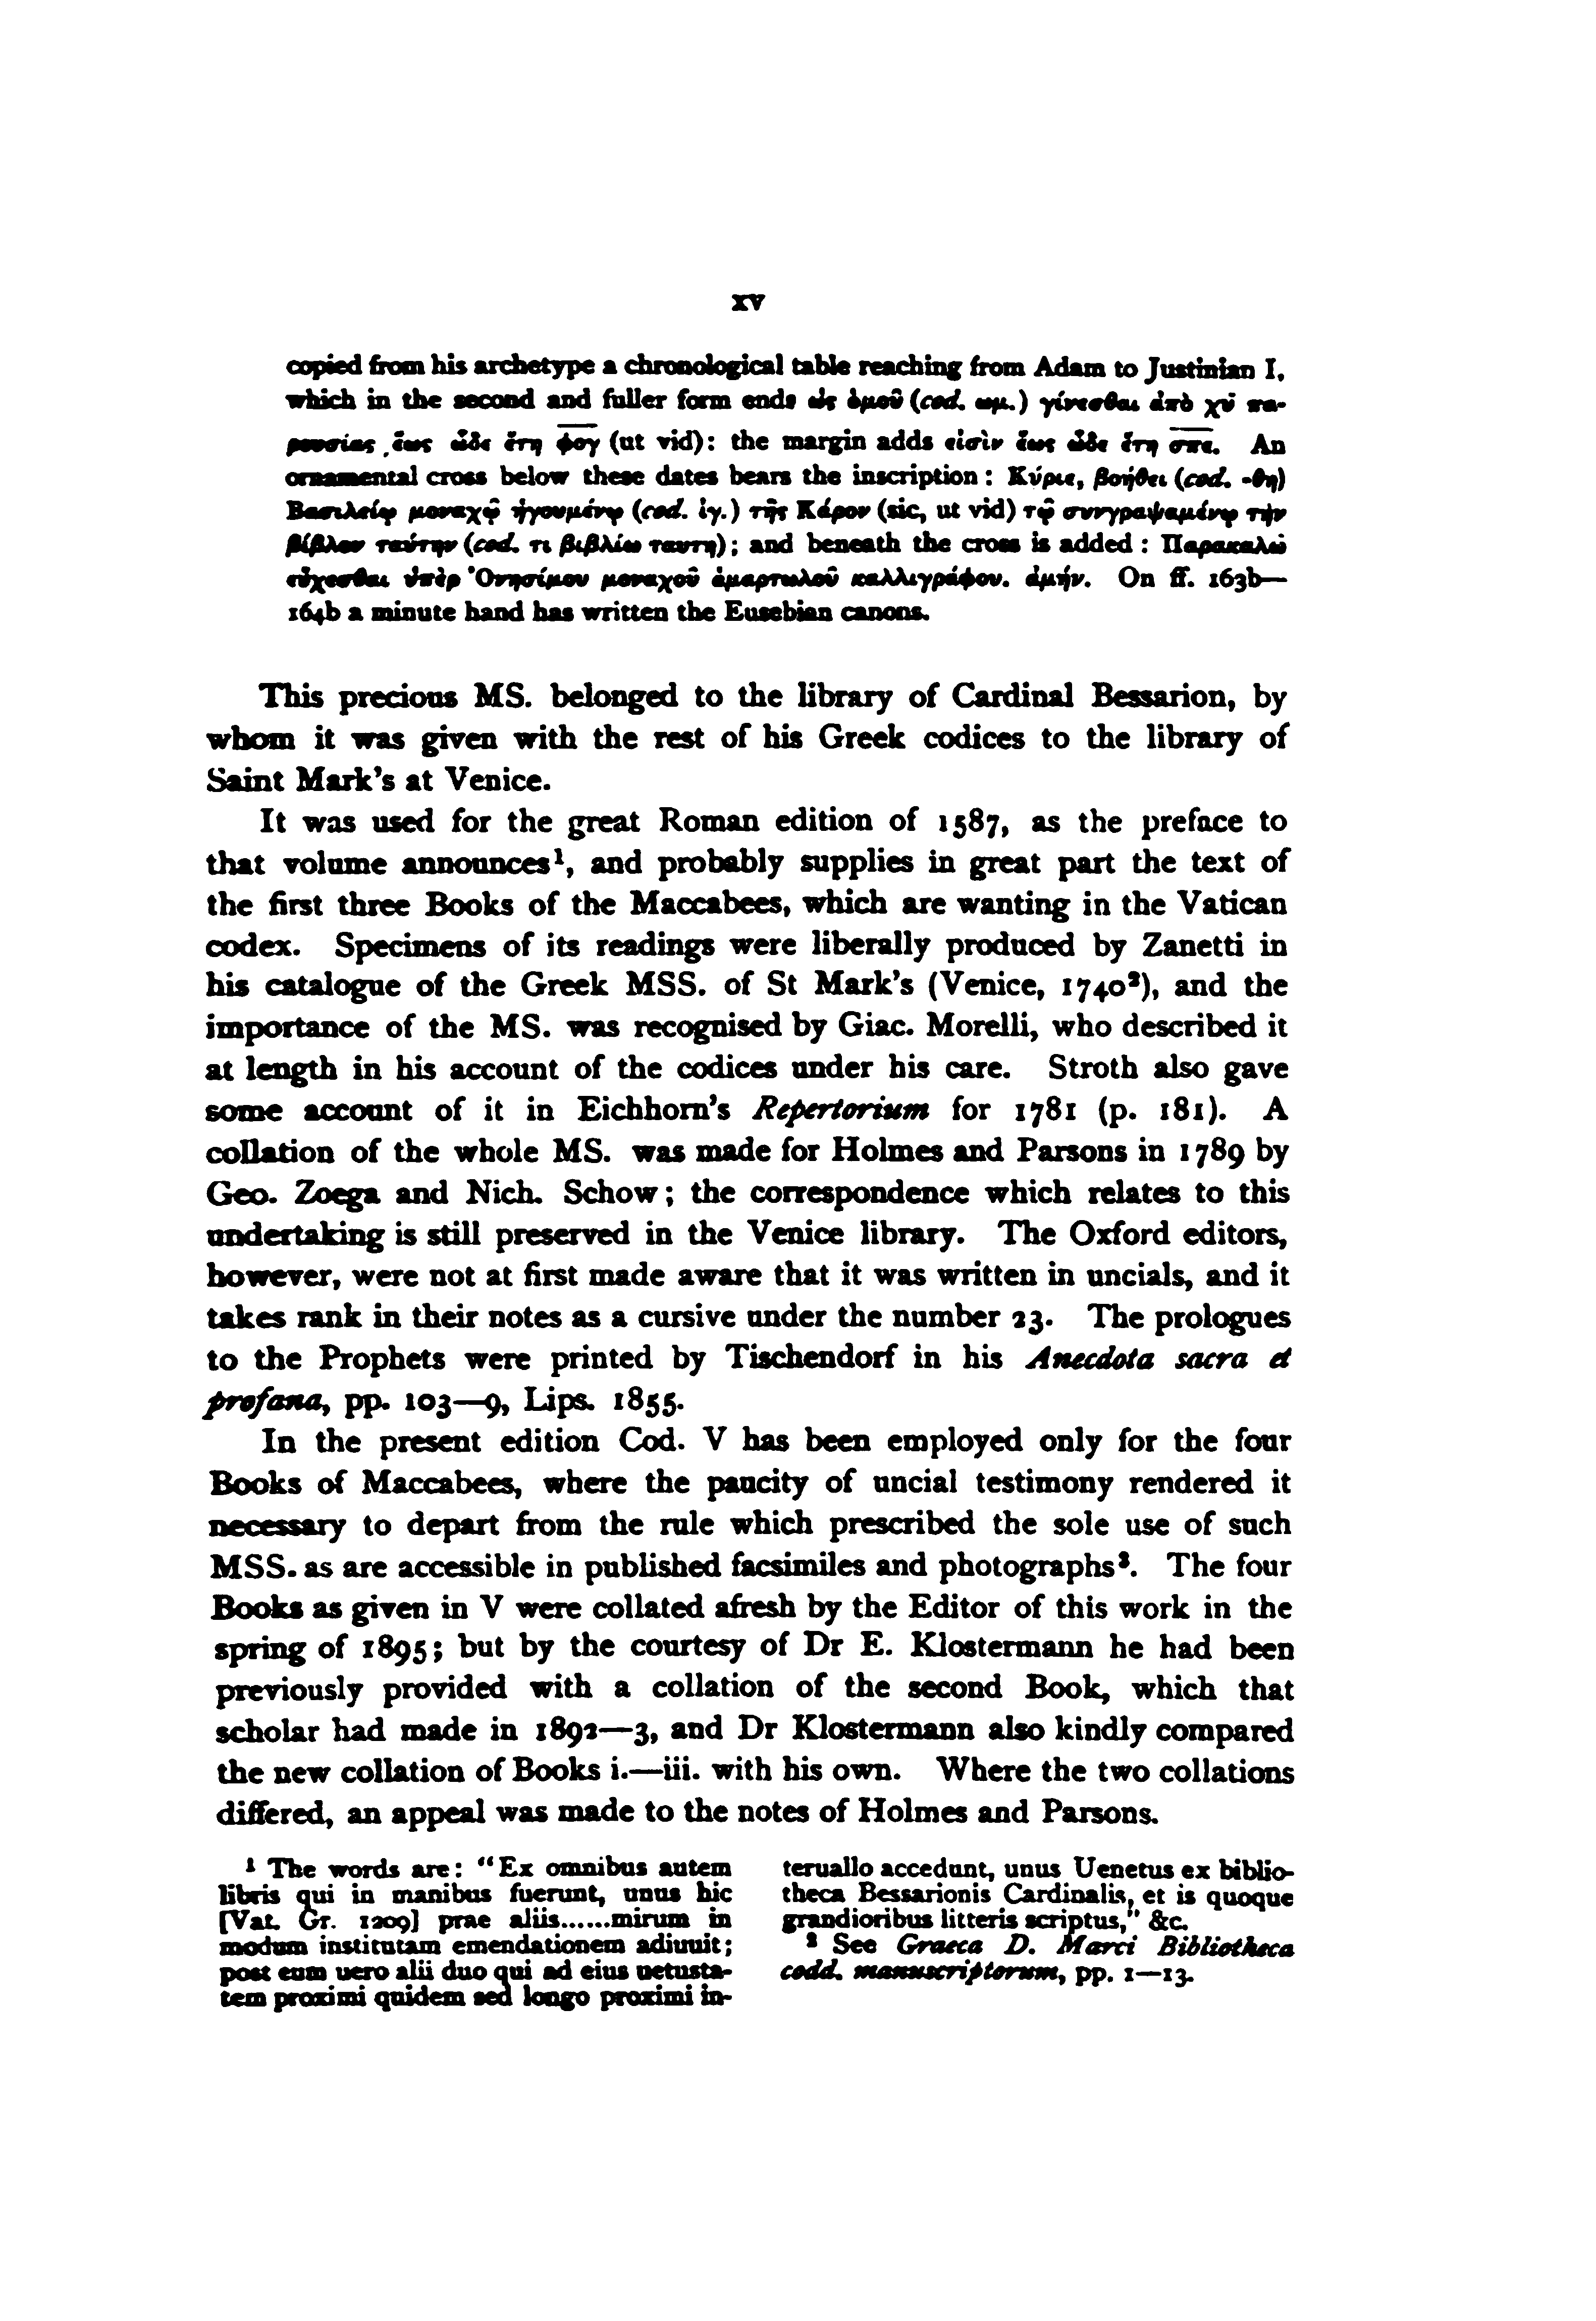 xv
copied from his archetype a chronological table reaching from Adam to Justinian I,
which in the second and fuller form ends ὡς ὁμοῦ (cod. ωμ.) γίνεσθαι ἀπὸ χῦ πα-
ρουσίας ἕως ὧδε ἔτη φογ (ut vid): the margin adds εἰσὶν ἕως ὧδε ἔτη σπε. An
ornamental cross below these dates bears the inscription: Κύριε, βοήθει (cod. -θη)
Βασιλείῳ μοναχῷ ἡγουμένῳ (cod. ἰγ.) τῆς Κάρον (sic, ut vid) τῷ συνγραψαμένῳ τὴν
βίβλον ταύτην (cod. τι βιβλίω ταυτη); and beneath the cross is added: Παρακαλῶ
εὔχεσθαι ὑπὲρ Ὀνησίμου μοναχοῦ ἁμαρτωλοῦ καλλιγράφου. ἀμήν. On ff. 163b—
164b a minute hand has written the Eusebian canons.
This precious MS. belonged to the library of Cardinal Bessarion, by
whom it was given with the rest of his Greek codices to the library of
Saint Mark's at Venice.
It was used for the great Roman edition of 1587, as the preface to
that volume announces¹, and probably supplies in great part the text of
the first three Books of the Maccabees, which are wanting in the Vatican
codex. Specimens of its readings were liberally produced by Zanetti in
his catalogue of the Greek MSS. of St Mark's (Venice, 1740²), and the
importance of the MS. was recognised by Giac. Morelli, who described it
at length in his account of the codices under his care. Stroth also gave
some account of it in Eichhorn's Repertorium for 1781 (p. 181). A
collation of the whole MS. was made for Holmes and Parsons in 1789 by
Geo. Zoega and Nich. Schow; the correspondence which relates to this
undertaking is still preserved in the Venice library. The Oxford editors,
however, were not at first made aware that it was written in uncials, and it
takes rank in their notes as a cursive under the number 23. The prologues
to the Prophets were printed by Tischendorf in his Anecdota sacra et
profana, pp. 103—9, Lips. 1855.
In the present edition Cod. V has been employed only for the four
Books of Maccabees, where the paucity of uncial testimony rendered it
necessary to depart from the rule which prescribed the sole use of such
MSS. as are accessible in published facsimiles and photographs³. The four
Books as given in V were collated afresh by the Editor of this work in the
spring of 1895; but by the courtesy of Dr E. Klostermann he had been
previously provided with a collation of the second Book, which that
scholar had made in 1892—3, and Dr Klostermann also kindly compared
the new collation of Books i.—iii. with his own. Where the two collations
differed, an appeal was made to the notes of Holmes and Parsons.
¹ The words are: "Ex omnibus autem
libris qui in manibus fuerunt, unus hic
[Vat. Gr. 1209] prae aliis......mirum in
modum institutam emendationem adiuuit;
post eum uero alii duo qui ad eius uetusta-
tem proximi quidem sed longo proximi in-
teruallo accedunt, unus Uenetus ex biblio-
theca Bessarionis Cardinalis, et is quoque
grandioribus litteris scriptus," &c.
² See Graeca D. Marci Bibliotheca
codd. manuscriptorum, pp. 1—13.